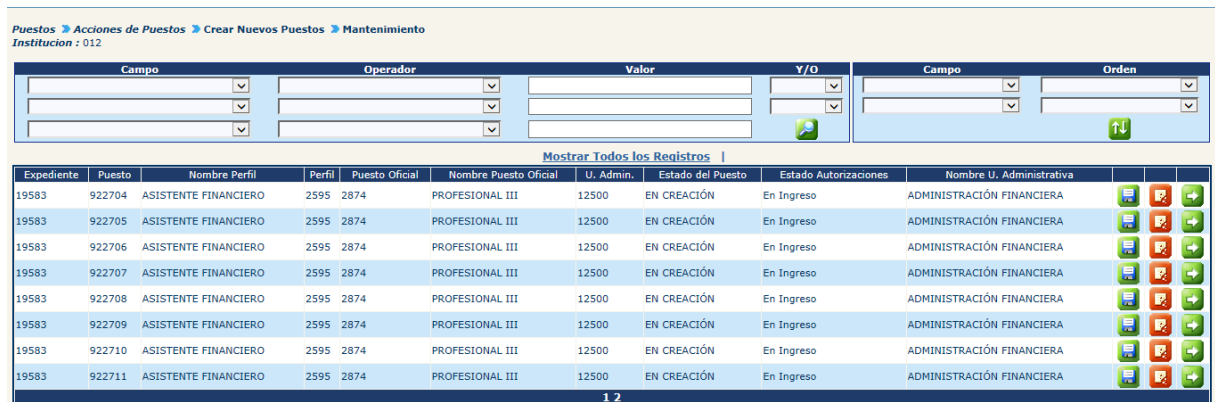 Puestos Acciones de Puestos Crear Nuevos Puestos Mantenimiento
Institucion : 012
Campo Operador Valor Y/O Campo Orden
Mostrar Todos los Registros |
Expediente Puesto Nombre Perfil Perfil Puesto Oficial Nombre Puesto Oficial U. Admin. Estado del Puesto Estado Autorizaciones Nombre U. Administrativa
19583 922704 ASISTENTE FINANCIERO 2595 2874 PROFESIONAL III 12500 EN CREACIÓN En Ingreso ADMINISTRACIÓN FINANCIERA
19583 922705 ASISTENTE FINANCIERO 2595 2874 PROFESIONAL III 12500 EN CREACIÓN En Ingreso ADMINISTRACIÓN FINANCIERA
19583 922706 ASISTENTE FINANCIERO 2595 2874 PROFESIONAL III 12500 EN CREACIÓN En Ingreso ADMINISTRACIÓN FINANCIERA
19583 922707 ASISTENTE FINANCIERO 2595 2874 PROFESIONAL III 12500 EN CREACIÓN En Ingreso ADMINISTRACIÓN FINANCIERA
19583 922708 ASISTENTE FINANCIERO 2595 2874 PROFESIONAL III 12500 EN CREACIÓN En Ingreso ADMINISTRACIÓN FINANCIERA
19583 922709 ASISTENTE FINANCIERO 2595 2874 PROFESIONAL III 12500 EN CREACIÓN En Ingreso ADMINISTRACIÓN FINANCIERA
19583 922710 ASISTENTE FINANCIERO 2595 2874 PROFESIONAL III 12500 EN CREACIÓN En Ingreso ADMINISTRACIÓN FINANCIERA
19583 922711 ASISTENTE FINANCIERO 2595 2874 PROFESIONAL III 12500 EN CREACIÓN En Ingreso ADMINISTRACIÓN FINANCIERA
1 2